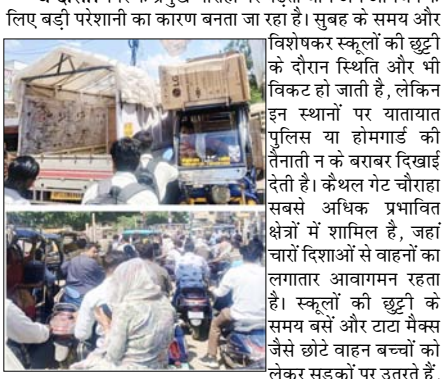 लिए बड़ी परेशानी का कारण बनता जा रहा है। सुबह के समय और
विशेषकर स्कूलों की छुट्टी
के दौरान स्थिति और भी
विकट हो जाती है, लेकिन
इन स्थानों पर यातायात
पुलिस या होमगार्ड की
तैनाती न के बराबर दिखाई
देती है। कैथल गेट चौराहा
सबसे अधिक प्रभावित
क्षेत्रों में शामिल है, जहां
चारों दिशाओं से वाहनों का
लगातार आवागमन रहता
है। स्कूलों की छुट्टी के
समय बसें और टाटा मैक्स
जैसे छोटे वाहन बच्चों को
लेकर सड़कों पर उतरते हैं,